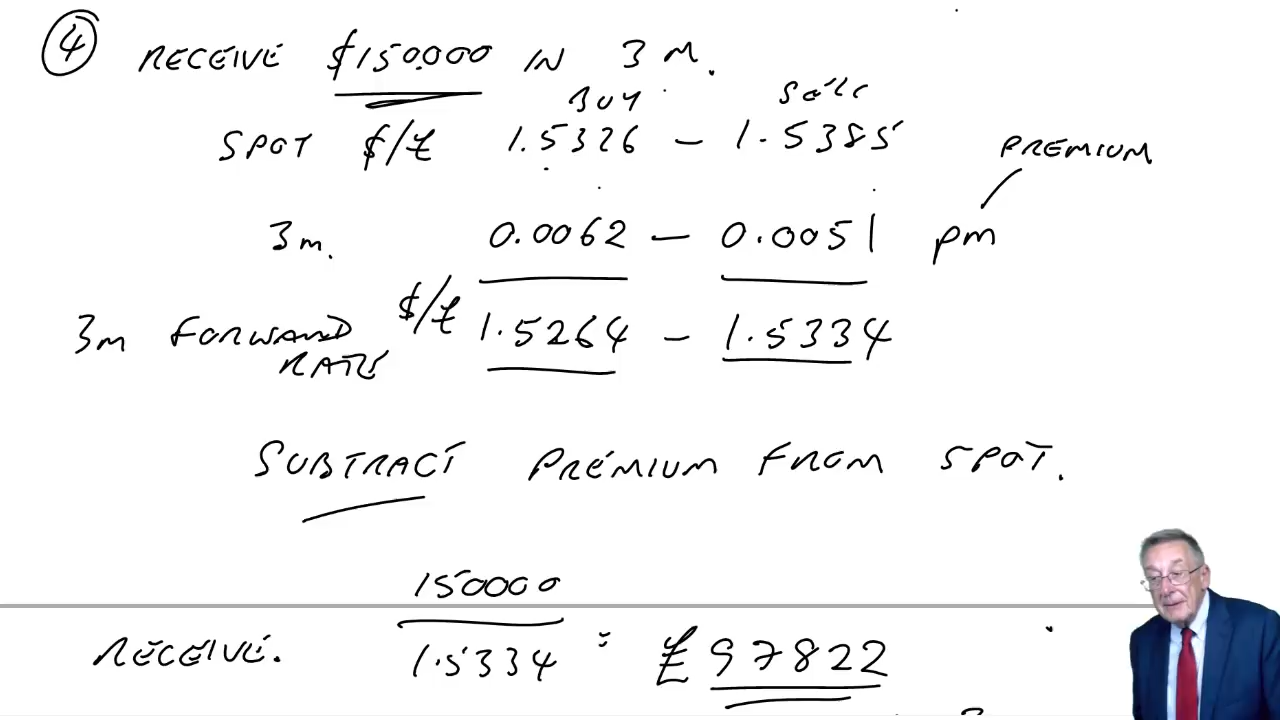 ④ RECEIVE $150000 IN 3 M.
BUY SELL
SPOT $/£ 1.5326 – 1.5385
PREMIUM
3m. 0.0062 – 0.0051 pm
3m FORWARD RATE $/£ 1.5264 – 1.5334
SUBTRACT PREMIUM FROM SPOT.
150000
RECEIVE. 1.5334 = £97822